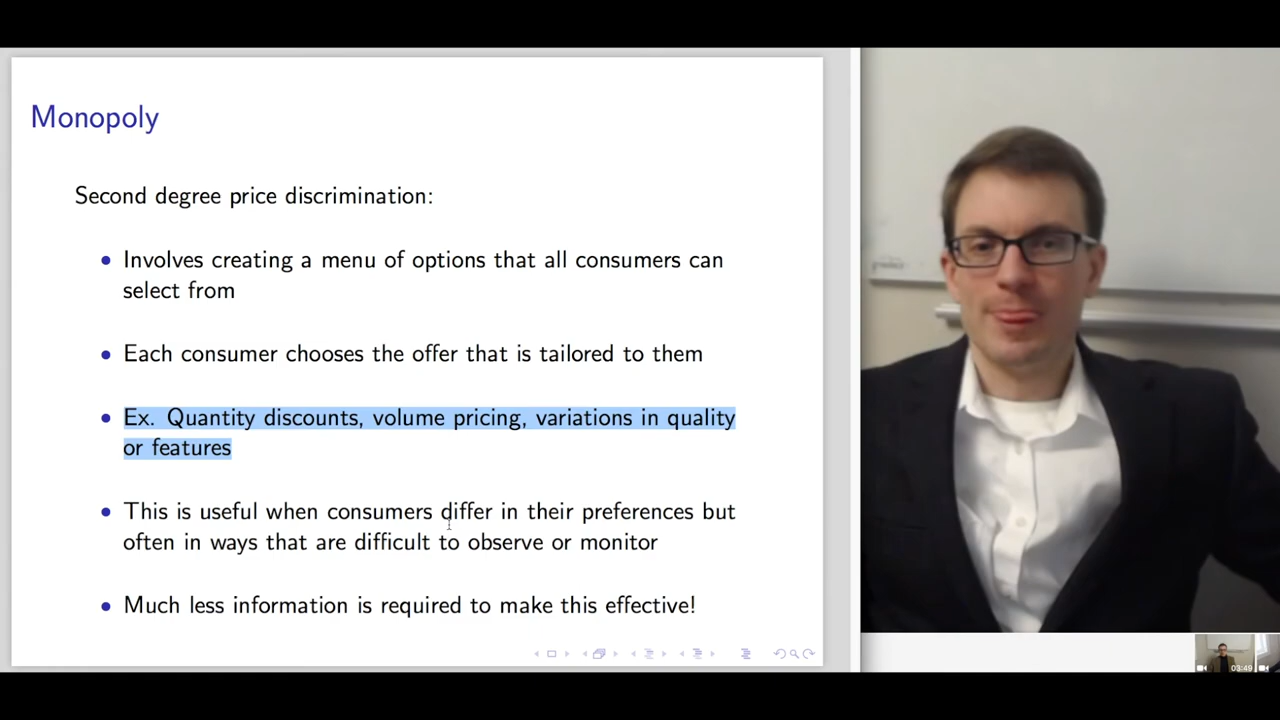 Monopoly
Second degree price discrimination:
• Involves creating a menu of options that all consumers can
select from
• Each consumer chooses the offer that is tailored to them
• Ex. Quantity discounts, volume pricing, variations in quality
or features
• This is useful when consumers differ in their preferences but
often in ways that are difficult to observe or monitor
• Much less information is required to make this effective!
03:49